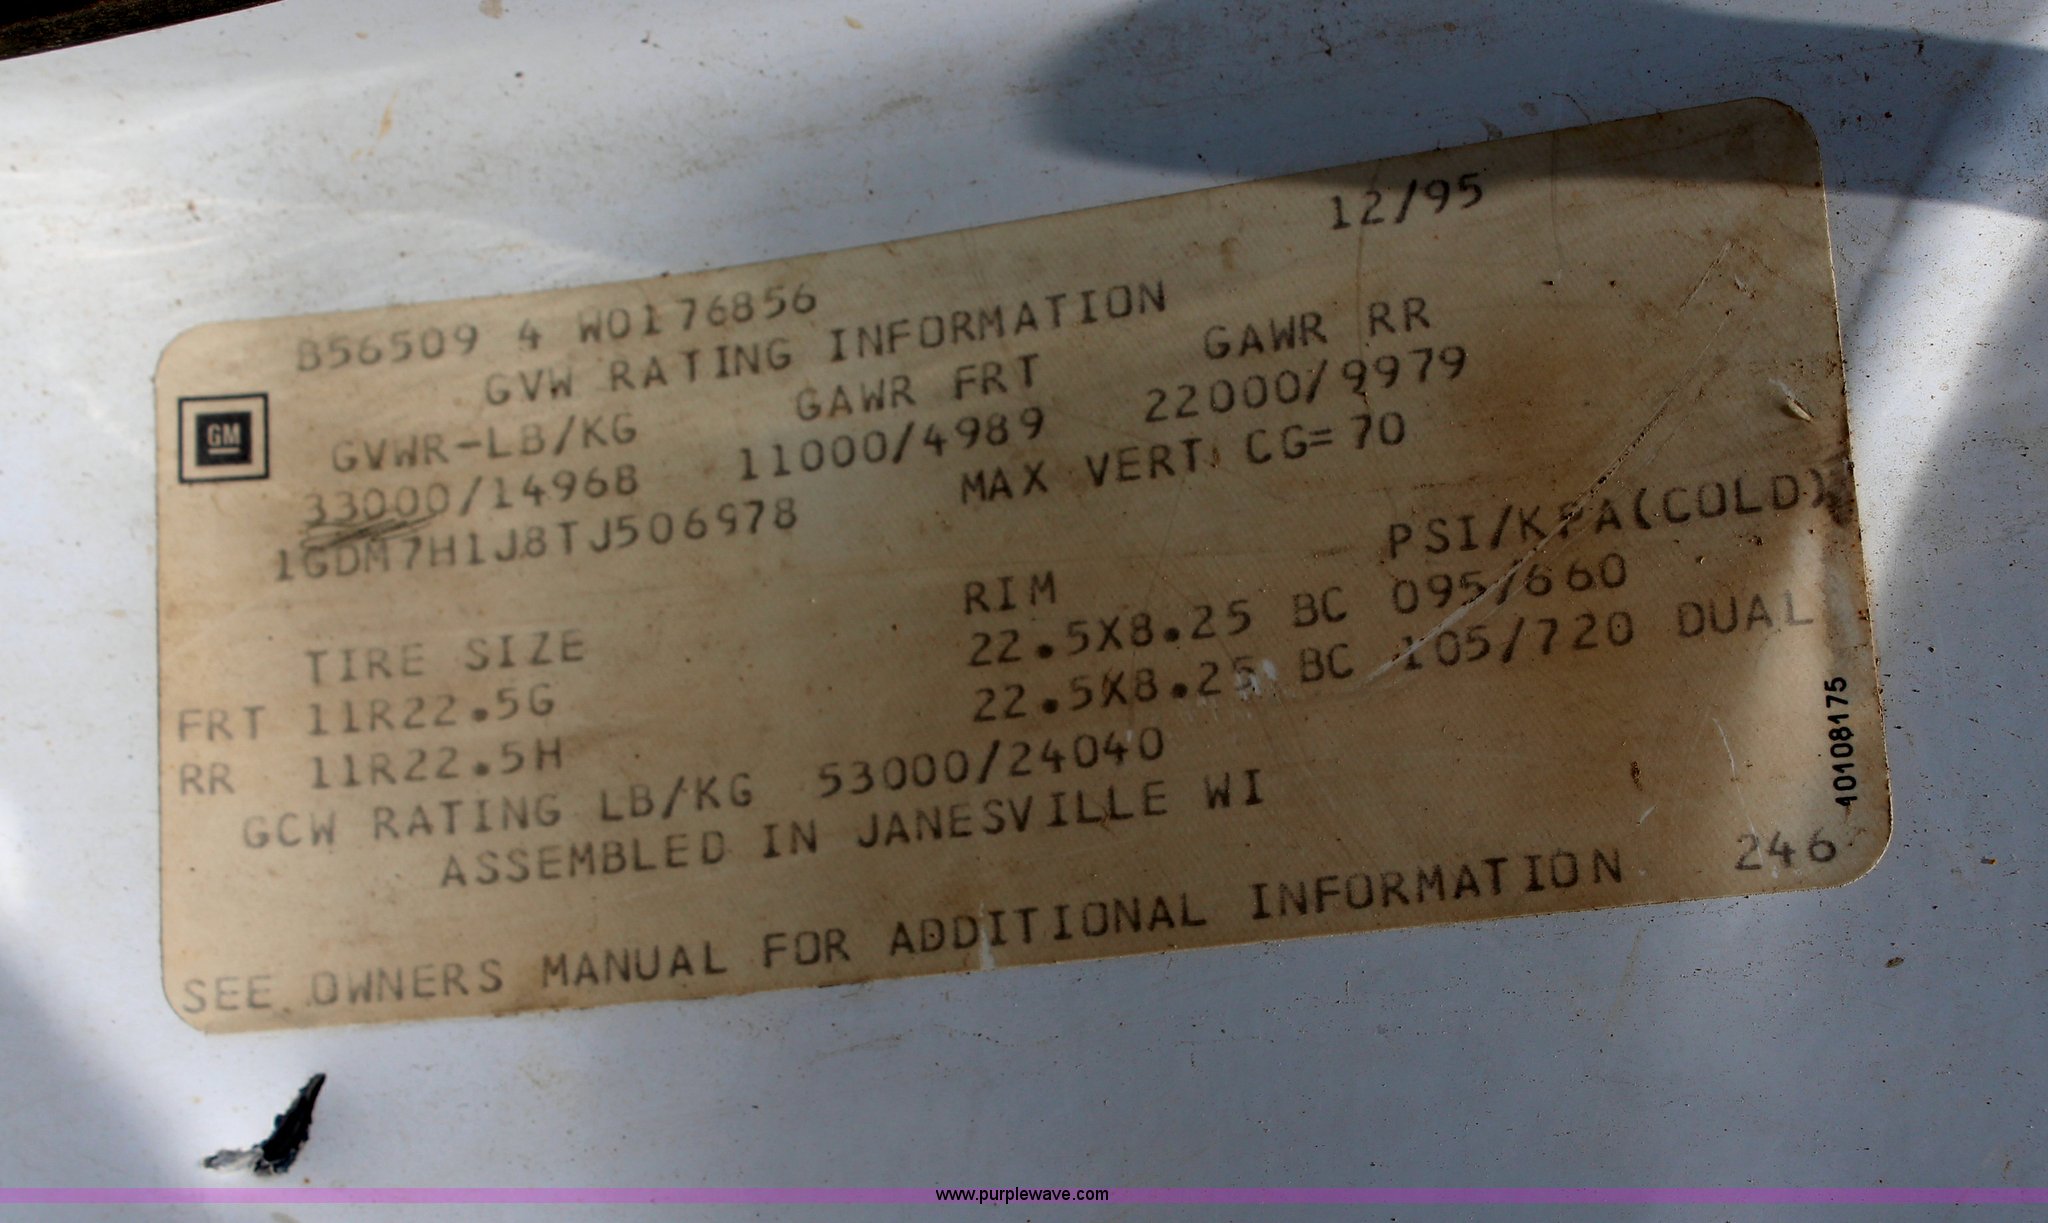 12/95
B56509 4 W0176856
GVW RATING INFORMATION
GM
GVWR-LB/KG GAWR FRT GAWR RR
33000/14968 11000/4989 22000/9979
1GDM7H1J8TJ506978 MAX VERT. CG=70
TIRE SIZE RIM PSI/KPA(COLD)
FRT 11R22.5G 22.5X8.25 BC 095/660
RR 11R22.5H 22.5X8.25 BC 105/720 DUAL
GCW RATING LB/KG 53000/24040
ASSEMBLED IN JANESVILLE WI
10108175
SEE OWNERS MANUAL FOR ADDITIONAL INFORMATION 246
www.purplewave.com